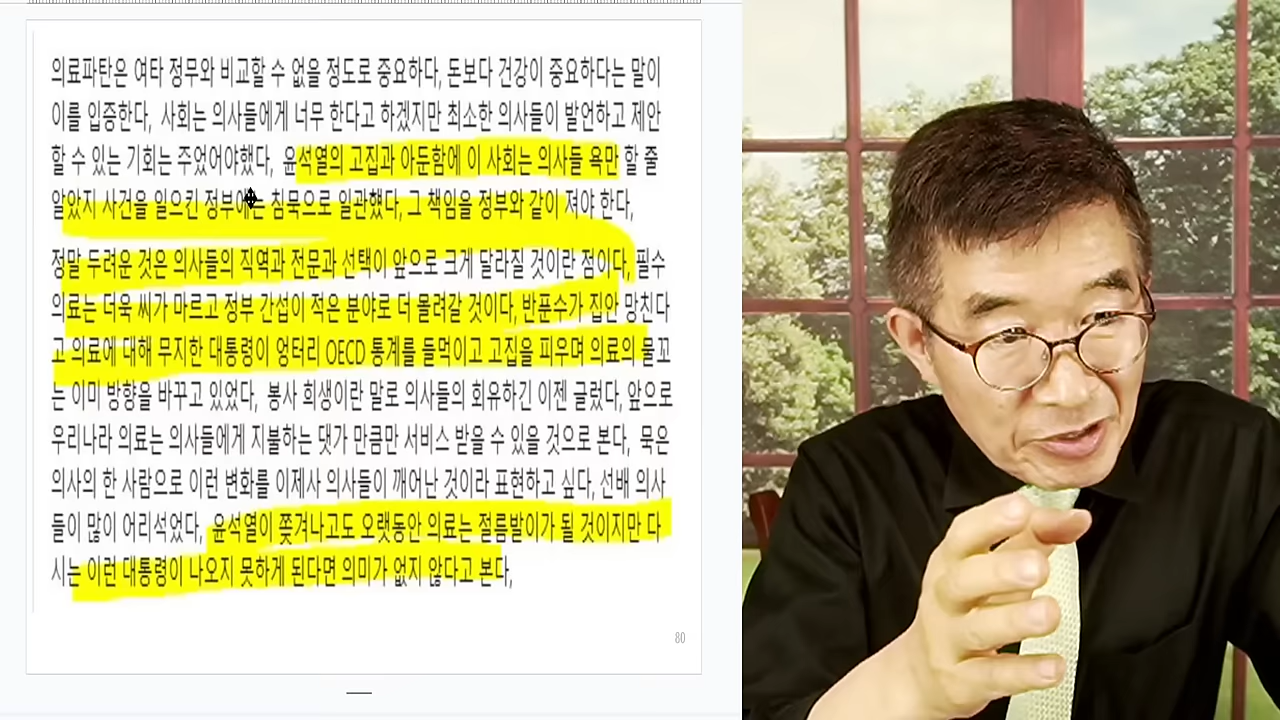 의료파탄은 여타 정무와 비교할 수 없을 정도로 중요하다, 돈보다 건강이 중요하다는 말이
이를 입증한다, 사회는 의사들에게 너무 한다고 하겠지만 최소한 의사들이 발언하고 제안
할 수 있는 기회는 주었어야했다, 윤석열의 고집과 아둔함에 이 사회는 의사들 욕만 할 줄
알았지 사건을 일으킨 정부에는 침묵으로 일관헀다, 그 책임을 정부와 같이 져야 한다,
정말 두려운 것은 의사들의 직역과 전문과 선택이 앞으로 크게 달라질 것이란 점이다, 필수
의료는 더욱 씨가 마르고 정부 간섭이 적은 분야로 더 몰려갈 것이다, 반푼수가 집안 망친다
고 의료에 대해 무지한 대통령이 엉터리 OECD 통계를 들먹이고 고집을 피우며 의료의 물꼬
는 이미 방향을 바꾸고 있었다, 봉사 희생이란 말로 의사들의 회유하긴 이젠 글렀다, 앞으로
우리나라 의료는 의사들에게 지불하는 댓가 만큼만 서비스 받을 수 있을 것으로 본다, 묵은
의사의 한 사람으로 이런 변화를 이제사 의사들이 깨어난 것이라 표현하고 싶다, 선배 의사
들이 많이 어리석었다, 윤석열이 쫒겨나고도 오랫동안 의료는 절름발이가 될 것이지만 다
시는 이런 대통령이 나오지 못하게 된다면 의미가 없지 않다고 본다,
80